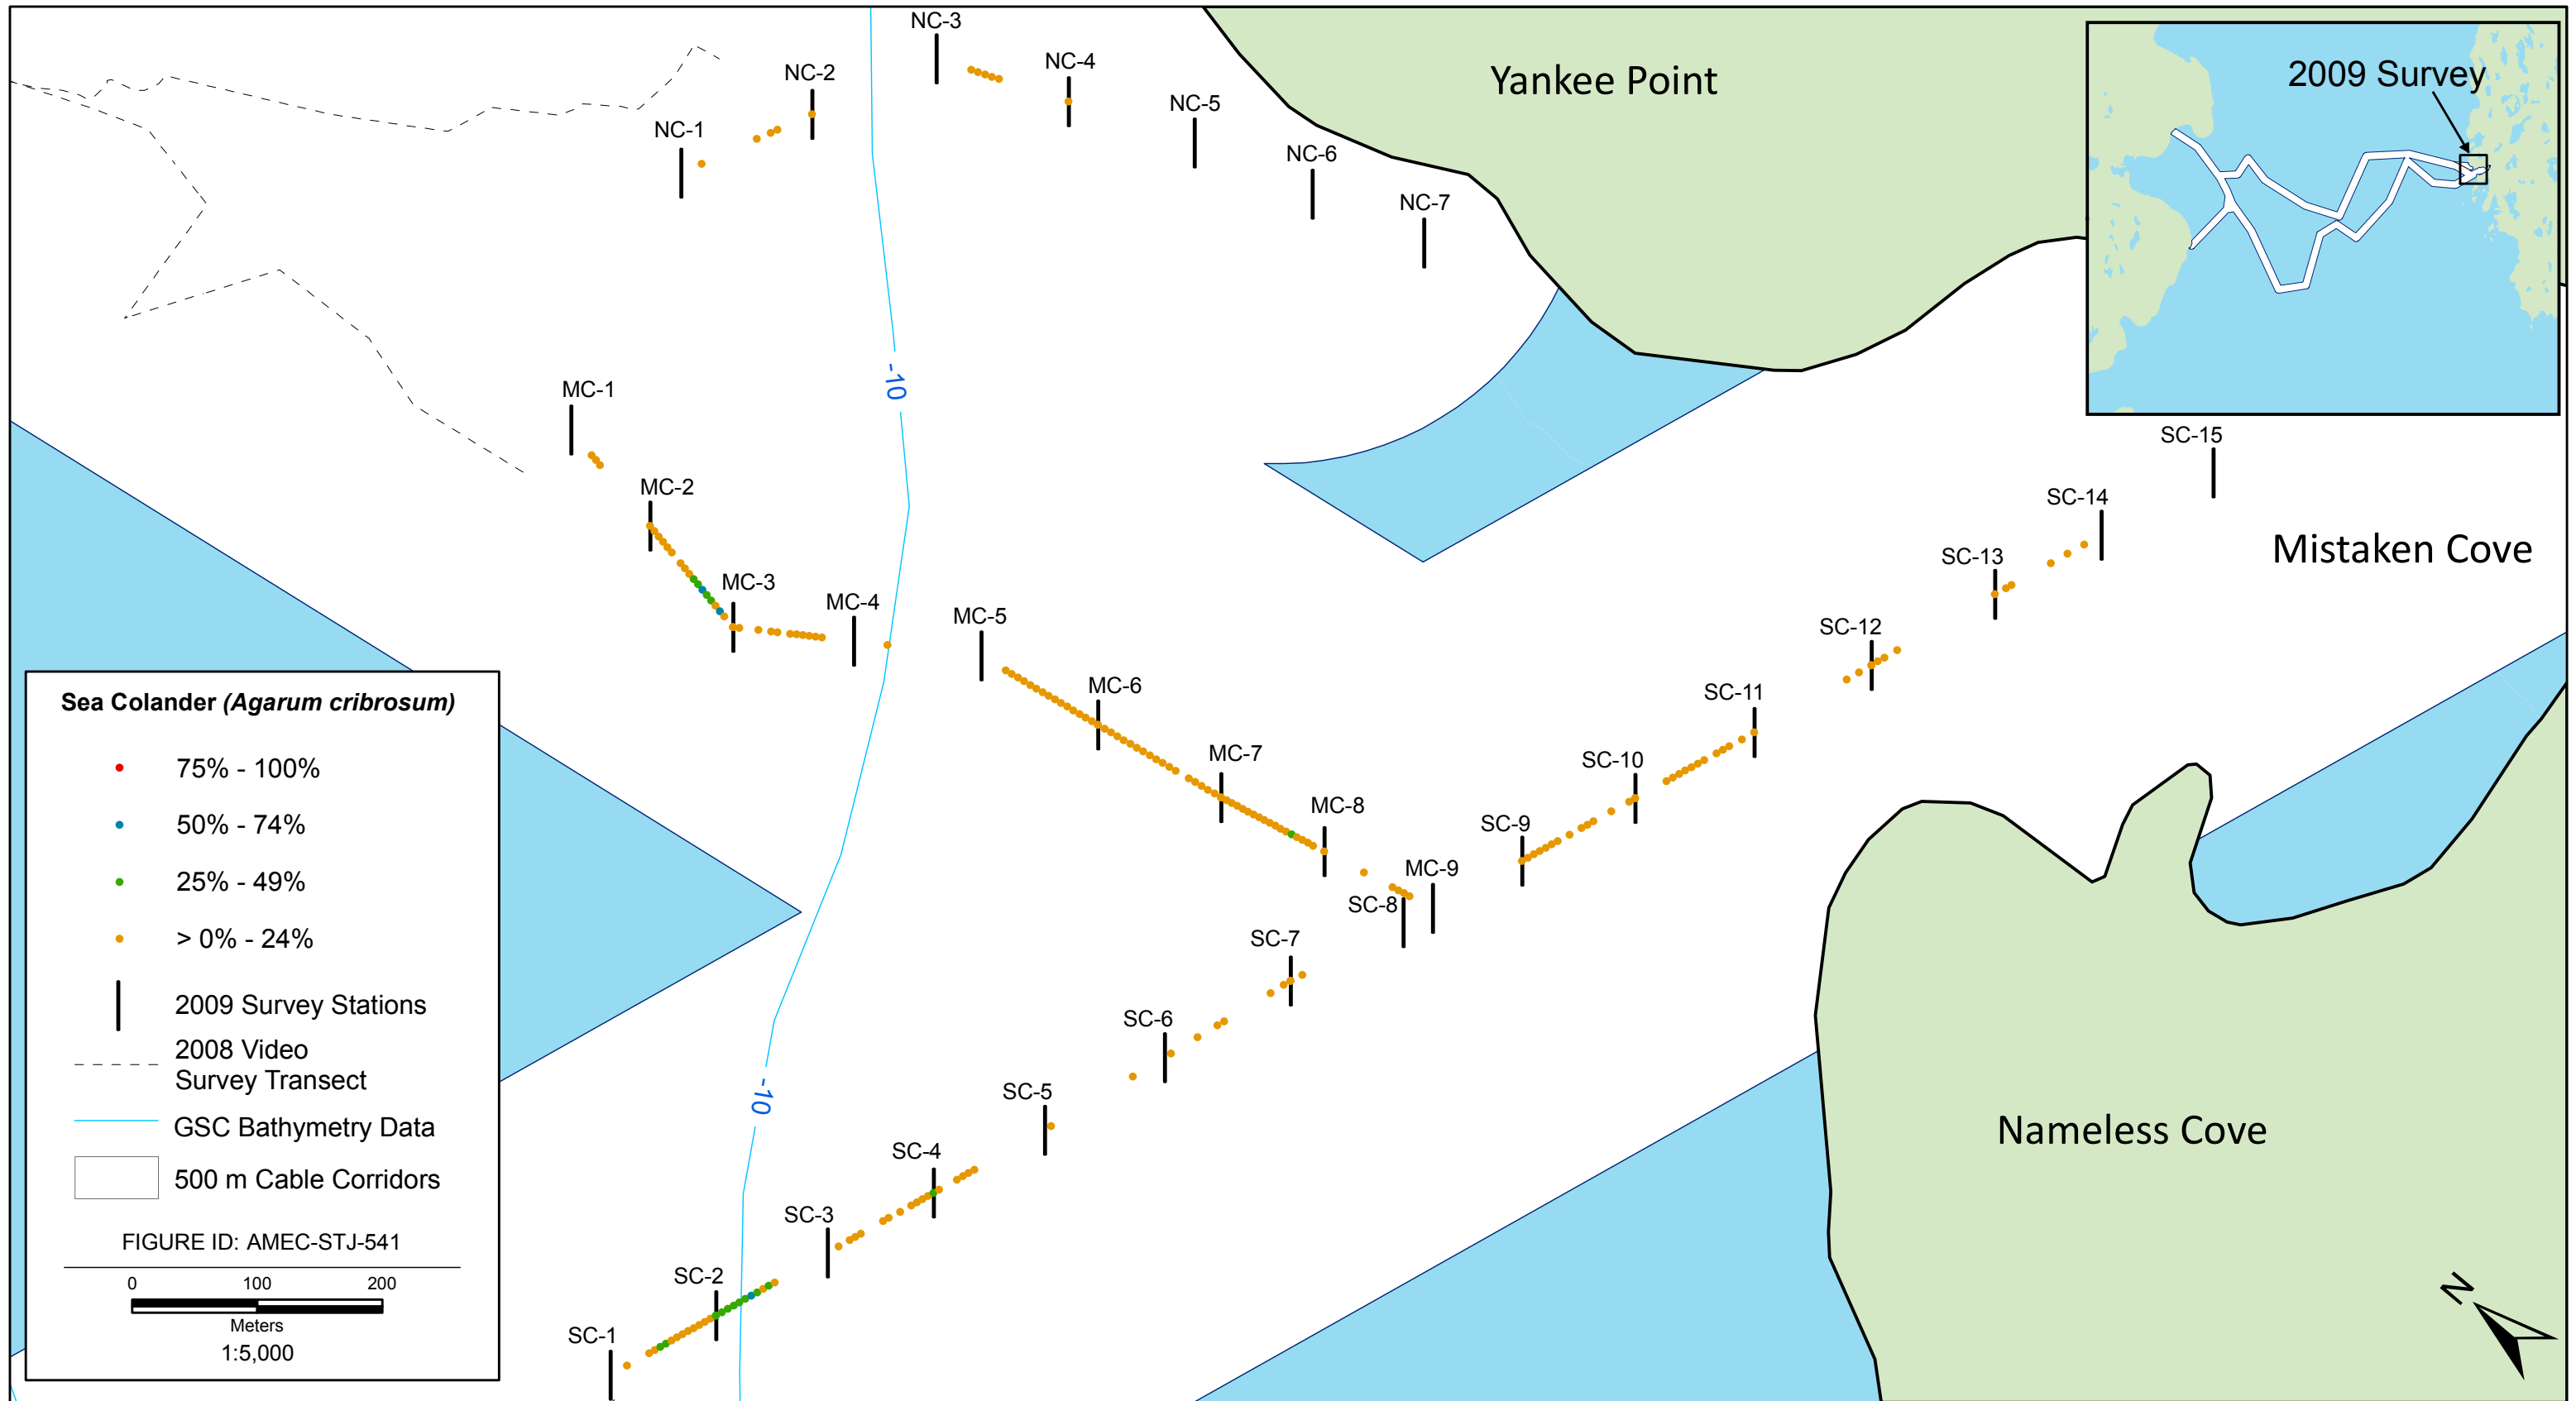 NC-3
NC-4
NC-2
NC-5
NC-1
NC-6
NC-7
Yankee Point
2009 Survey
-10
MC-1
MC-2
MC-3
MC-4
MC-5
MC-6
MC-7
MC-8
MC-9
SC-15
SC-14
SC-13
Mistaken Cove
SC-12
SC-11
SC-10
SC-9
SC-8
SC-7
SC-6
SC-5
SC-4
SC-3
SC-2
SC-1
-10
Nameless Cove
N
Sea Colander (Agarum cribrosum)
75% - 100%
50% - 74%
25% - 49%
> 0% - 24%
2009 Survey Stations
2008 Video
Survey Transect
GSC Bathymetry Data
500 m Cable Corridors
FIGURE ID: AMEC-STJ-541
0 100 200
Meters
1:5,000